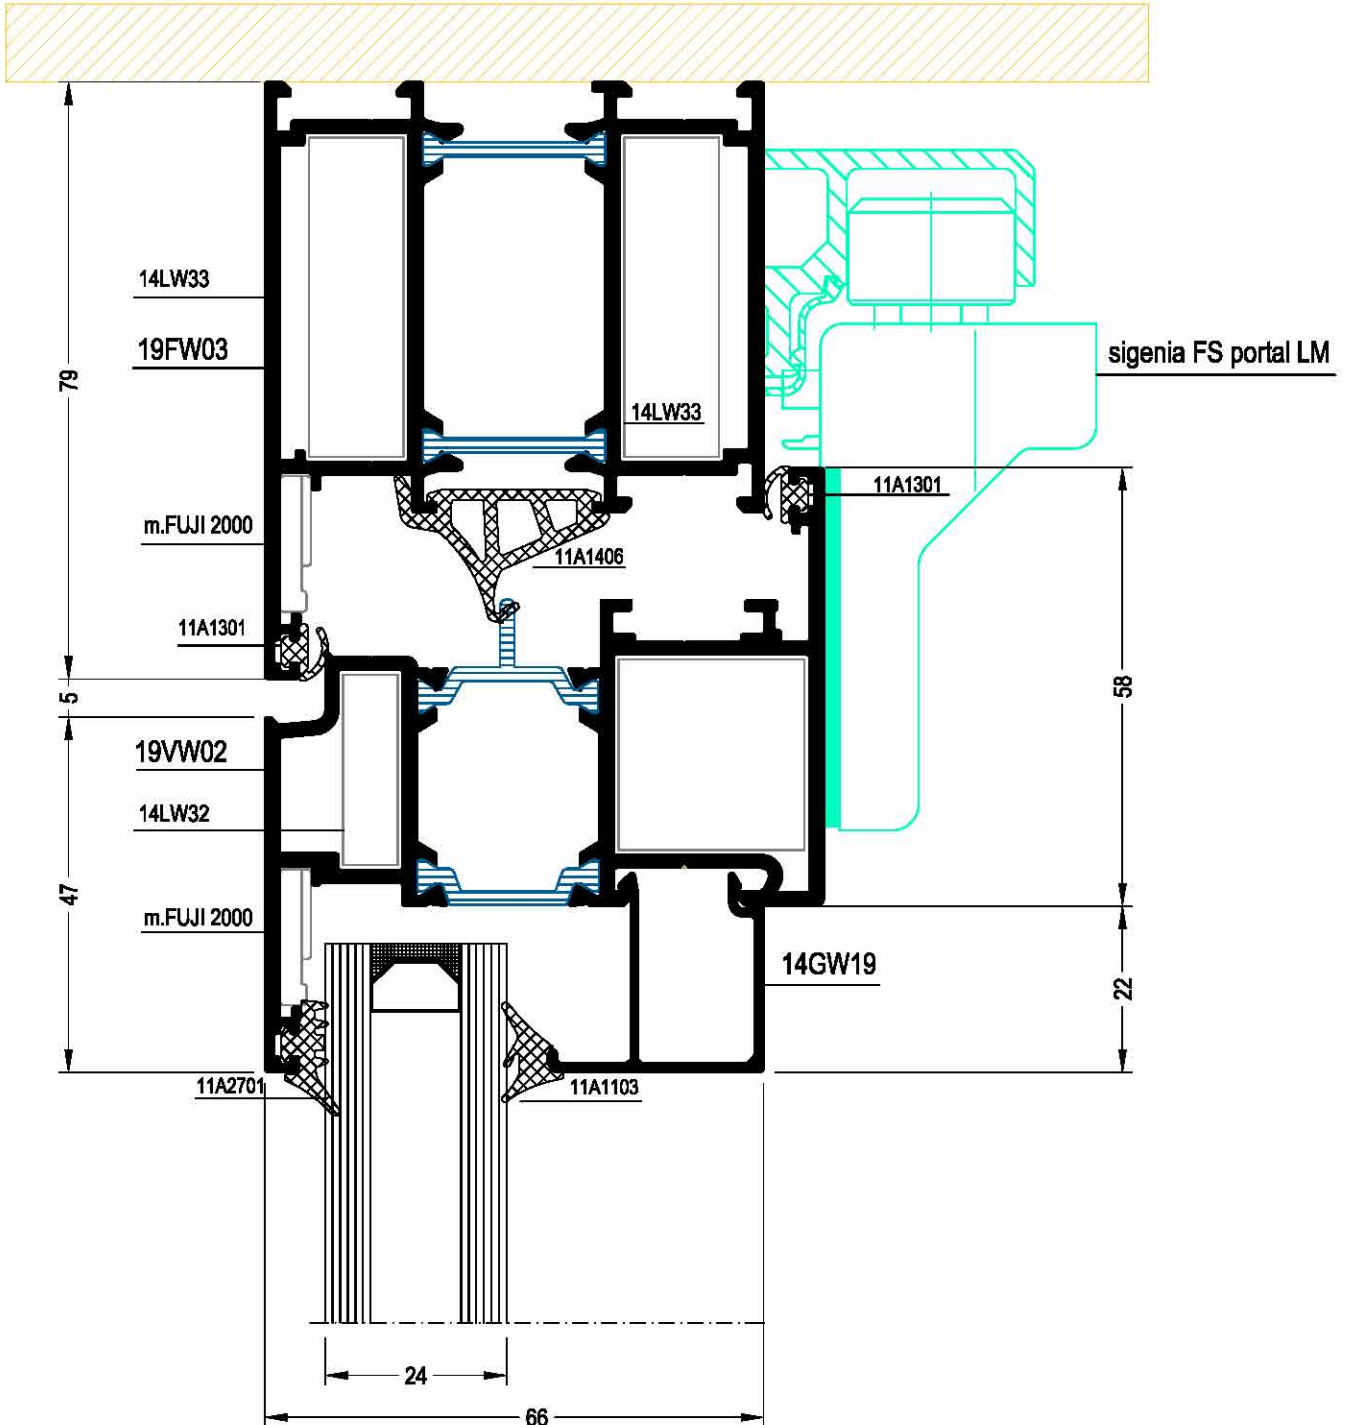 14LW33
19FW03
79
sigenia FS portal LM
14LW33
11A1301
m.FUJI 2000
11A1406
11A1301
5
58
19VW02
14LW32
47
m.FUJI 2000
14GW19
22
11A2701
11A1103
24
66